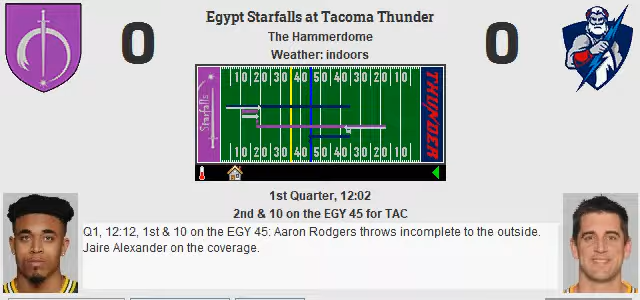 Egypt Starfalls at Tacoma Thunder
0
0
The Hammerdome
Weather: indoors
10 20 30 40 50 40 30 20 10
Starfalls
THUNDER
10 20 30 40 50 40 30 20 10
1st Quarter, 12:02
2nd & 10 on the EGY 45 for TAC
Q1, 12:12, 1st & 10 on the EGY 45: Aaron Rodgers throws incomplete to the outside.
Jaire Alexander on the coverage.